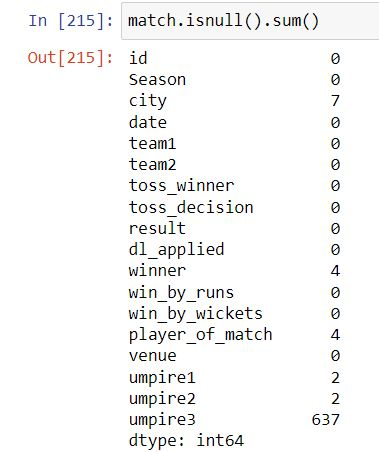 In [215]: match.isnull().sum()
Out[215]: id 0
Season 0
city 7
date 0
team1 0
team2 0
toss_winner 0
toss_decision 0
result 0
dl_applied 0
winner 4
win_by_runs 0
win_by_wickets 0
player_of_match 4
venue 0
umpire1 2
umpire2 2
umpire3 637
dtype: int64